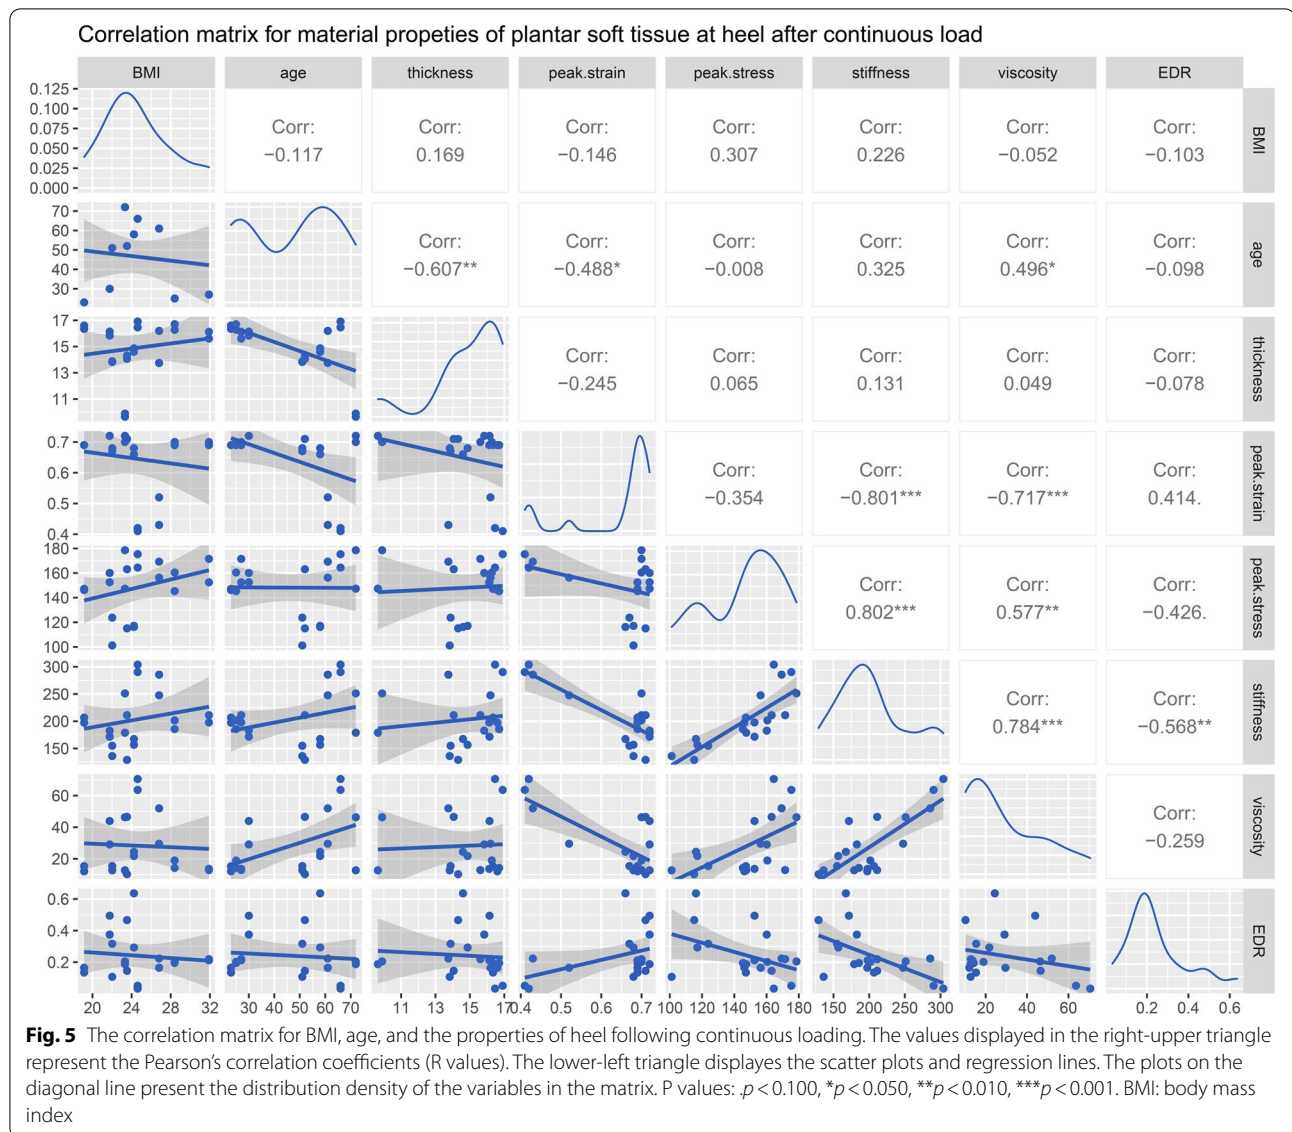 Correlation matrix for material propeties of plantar soft tissue at heel after continuous load
BMI age thickness peak.strain peak.stress stiffness viscosity EDR
0.125
0.100
0.075
0.050
0.025
0.000
Corr: Corr: Corr: Corr: Corr: Corr: Corr:
−0.117 0.169 −0.146 0.307 0.226 −0.052 −0.103
BMI
70
60
50
40
30
Corr: Corr: Corr: Corr: Corr: Corr:
−0.607** −0.488* −0.008 0.325 0.496* −0.098
age
17
15
13
11
Corr: Corr: Corr: Corr: Corr:
−0.245 0.065 0.131 0.049 −0.078
thickness
0.7
0.6
0.5
0.4
Corr: Corr: Corr: Corr:
−0.354 −0.801*** −0.717*** 0.414.
peak.strain
180
160
140
120
100
Corr: Corr: Corr:
0.802*** 0.577** −0.426.
peak.stress
300
250
200
150
Corr: Corr:
0.784*** −0.568**
stiffness
60
40
20
Corr:
−0.259
viscosity
0.6
0.4
0.2
EDR
20 24 28 32 30 40 50 60 70 11 13 15 17 0.4 0.5 0.6 0.7 100 120 140 160 180 150 200 250 300 20 40 60 0.2 0.4 0.6
Fig. 5 The correlation matrix for BMI, age, and the properties of heel following continuous loading. The values displayed in the right-upper triangle
represent the Pearson's correlation coefficients (R values). The lower-left triangle displayes the scatter plots and regression lines. The plots on the
diagonal line present the distribution density of the variables in the matrix. P values: .p < 0.100, *p < 0.050, **p < 0.010, ***p < 0.001. BMI: body mass
index